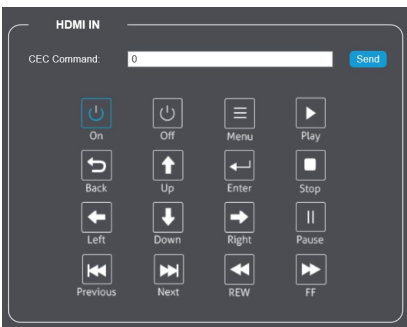 HDMI IN
CEC Command: 0 Send
On Off Menu Play
Back Up Enter Stop
Left Down Right Pause
Previous Next REW FF